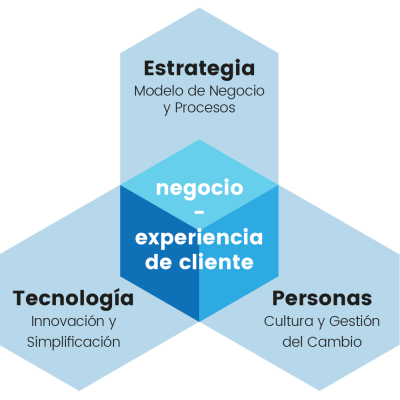 Estrategia
Modelo de Negocio
y Procesos
negocio
-
experiencia
de cliente
Tecnología
Innovación y
Simplificación
Personas
Cultura y Gestión
del Cambio